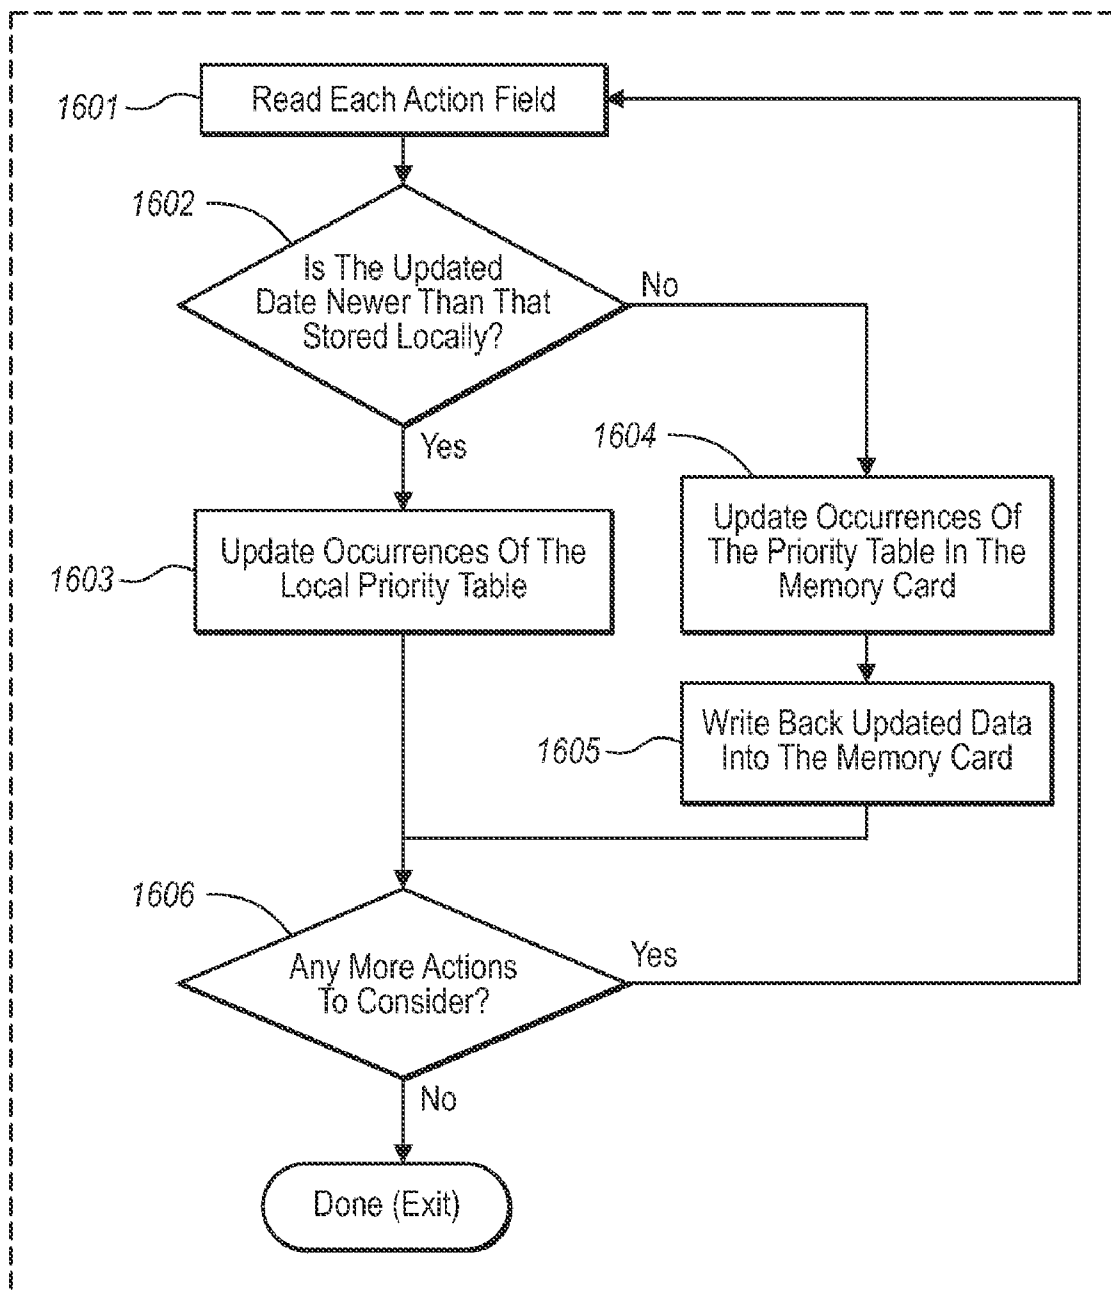 1601
Read Each Action Field
1602
Is The Updated
Date Newer Than That
Stored Locally?
No
Yes
1604
Update Occurrences Of
The Priority Table In The
Memory Card
1603
Update Occurrences Of The
Local Priority Table
1605
Write Back Updated Data
Into The Memory Card
1606
Any More Actions
To Consider?
Yes
No
Done (Exit)